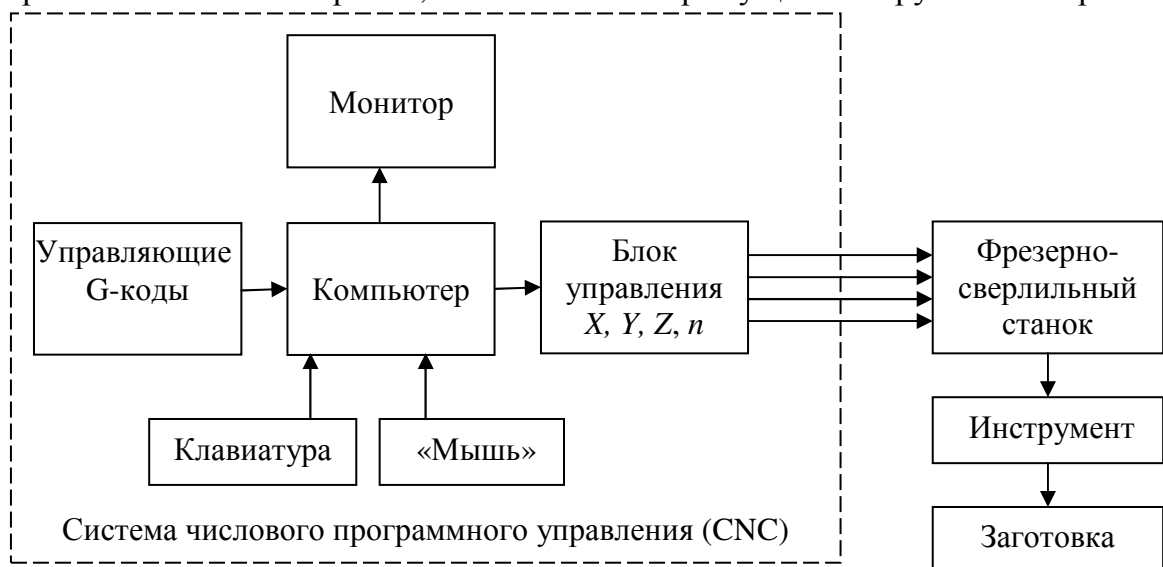 Монитор
Управляющие
G-коды
Компьютер
Блок
управления
X, Y, Z, n
Фрезерно-
сверлильный
станок
Клавиатура
«Мышь»
Инструмент
Система числового программного управления (CNC)
Заготовка